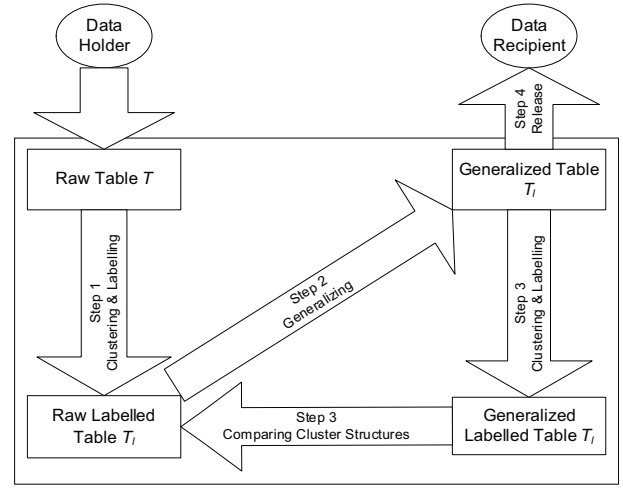 Data
Holder
Data
Recipient
Step 4
Release
Raw Table T
Generalized Table
Tl
Step 1
Clustering & Labelling
Step 2
Generalizing
Step 3
Clustering & Labelling
Raw Labelled
Table Tl
Step 3
Comparing Cluster Structures
Generalized
Labelled Table Tl